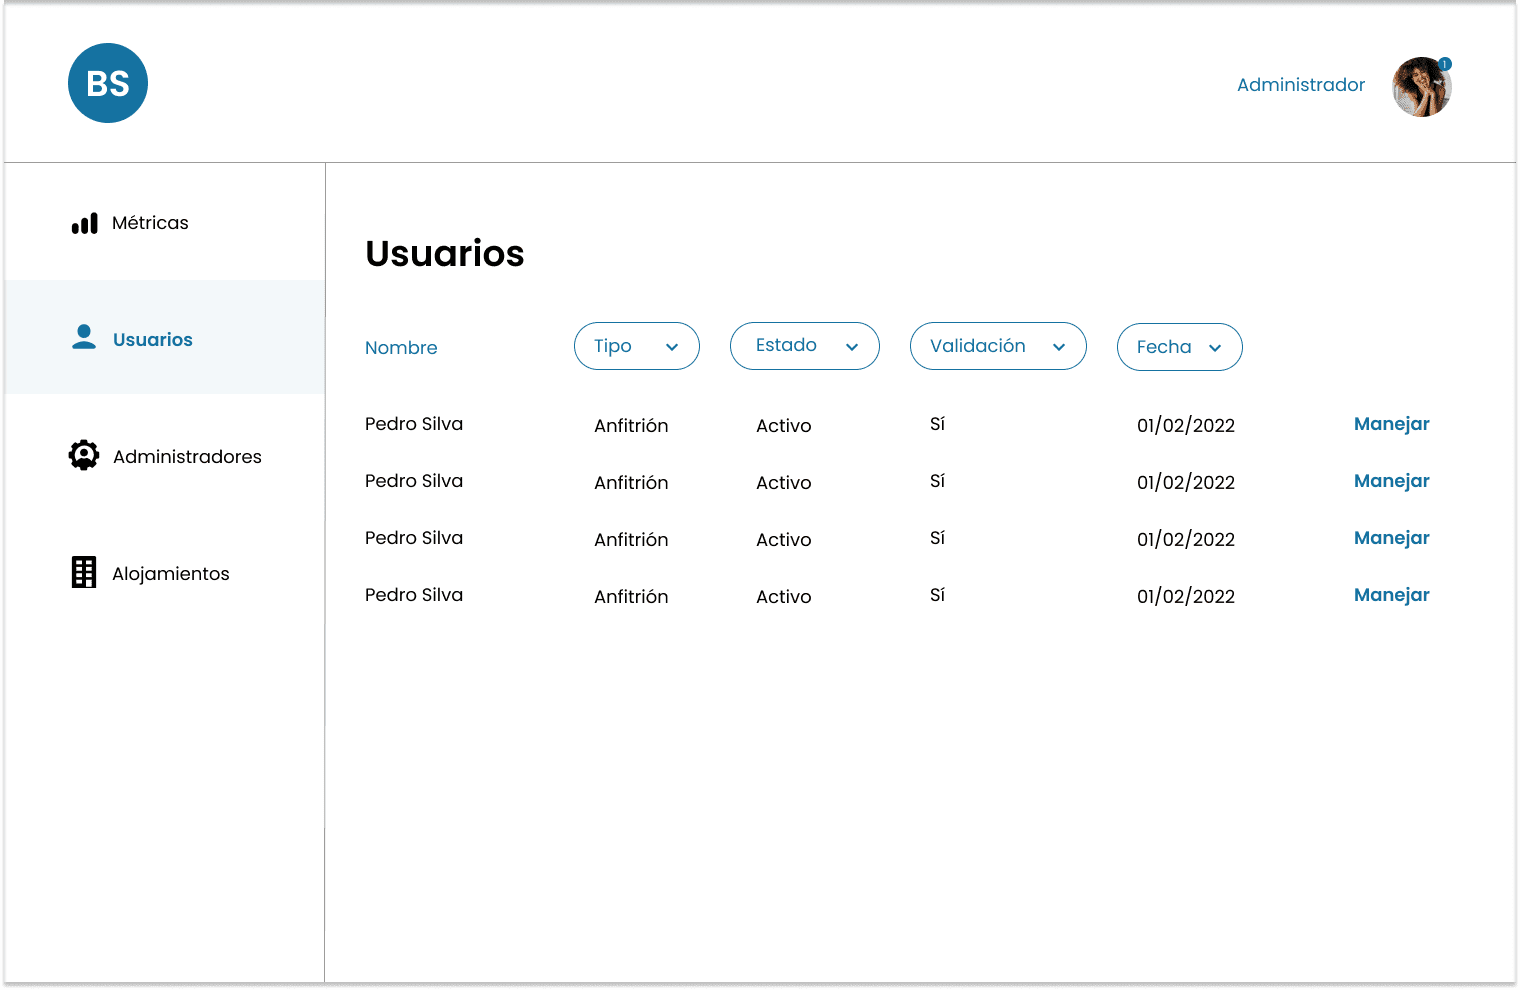 BS
Administrador
1
Métricas
Usuarios
Administradores
Alojamientos
Usuarios
Nombre Tipo Estado Validación Fecha
Pedro Silva Anfitrión Activo Sí 01/02/2022 Manejar
Pedro Silva Anfitrión Activo Sí 01/02/2022 Manejar
Pedro Silva Anfitrión Activo Sí 01/02/2022 Manejar
Pedro Silva Anfitrión Activo Sí 01/02/2022 Manejar